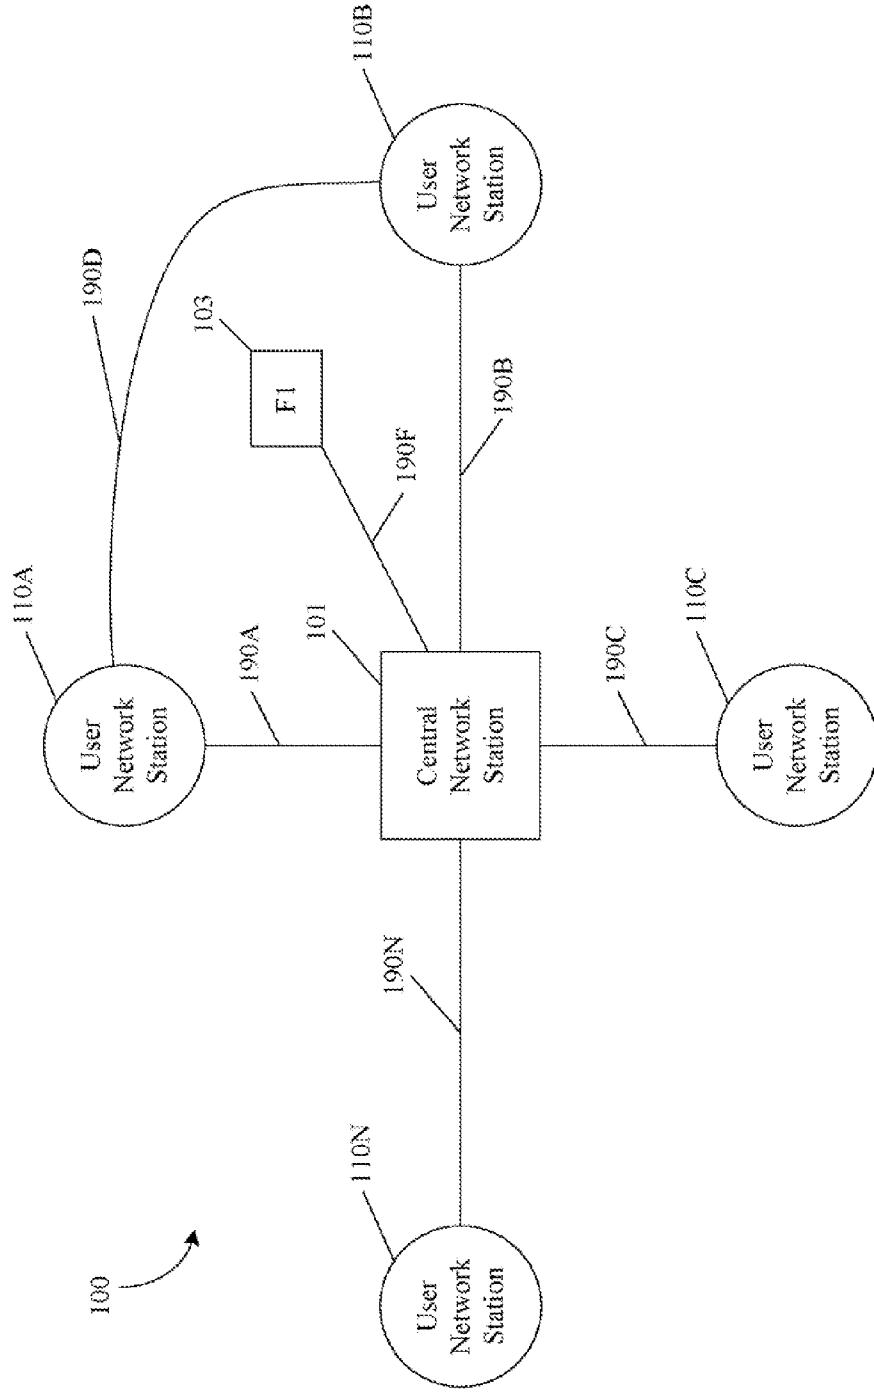 100
110N
User
Network
Station
190N
110A
User
Network
Station
190A
101
Central
Network
Station
190C
110C
User
Network
Station
190D
103
F1
190F
190B
110B
User
Network
Station